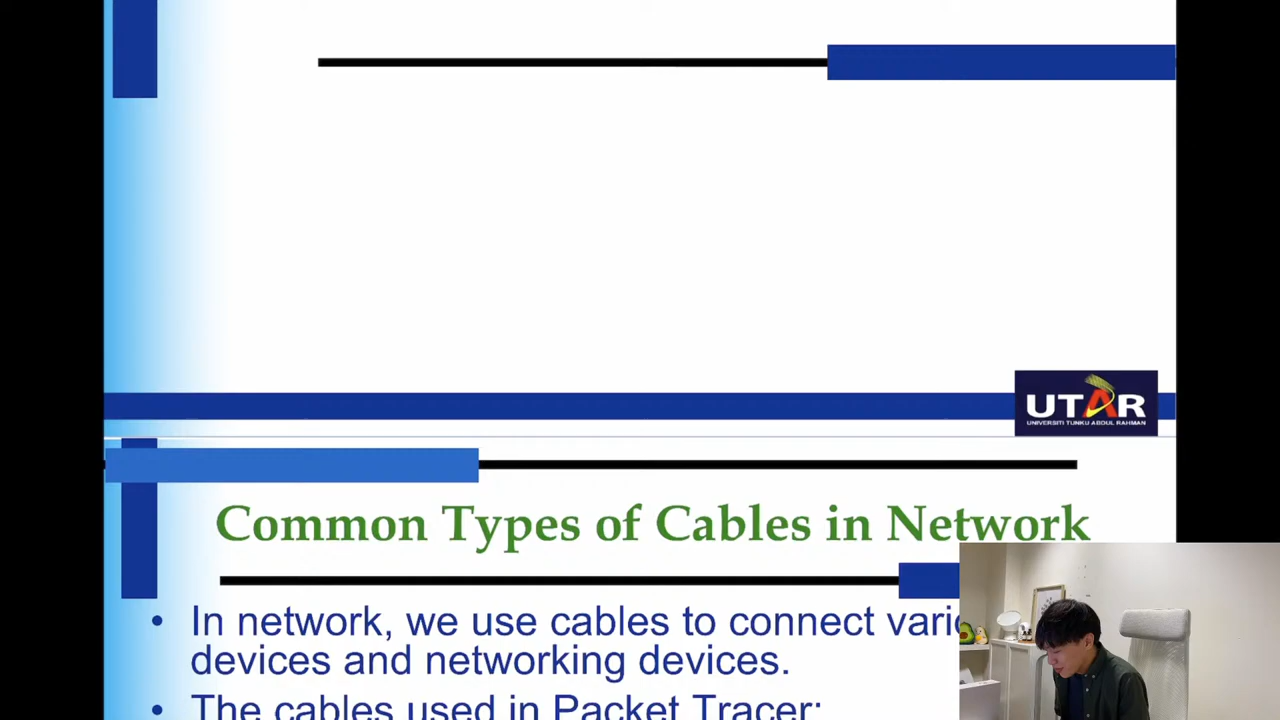 UTAR
UNIVERSITI TUNKU ABDUL RAHMAN
Common Types of Cables in Network
• In network, we use cables to connect
devices and networking devices.
• The cables used in Packet Tracer: